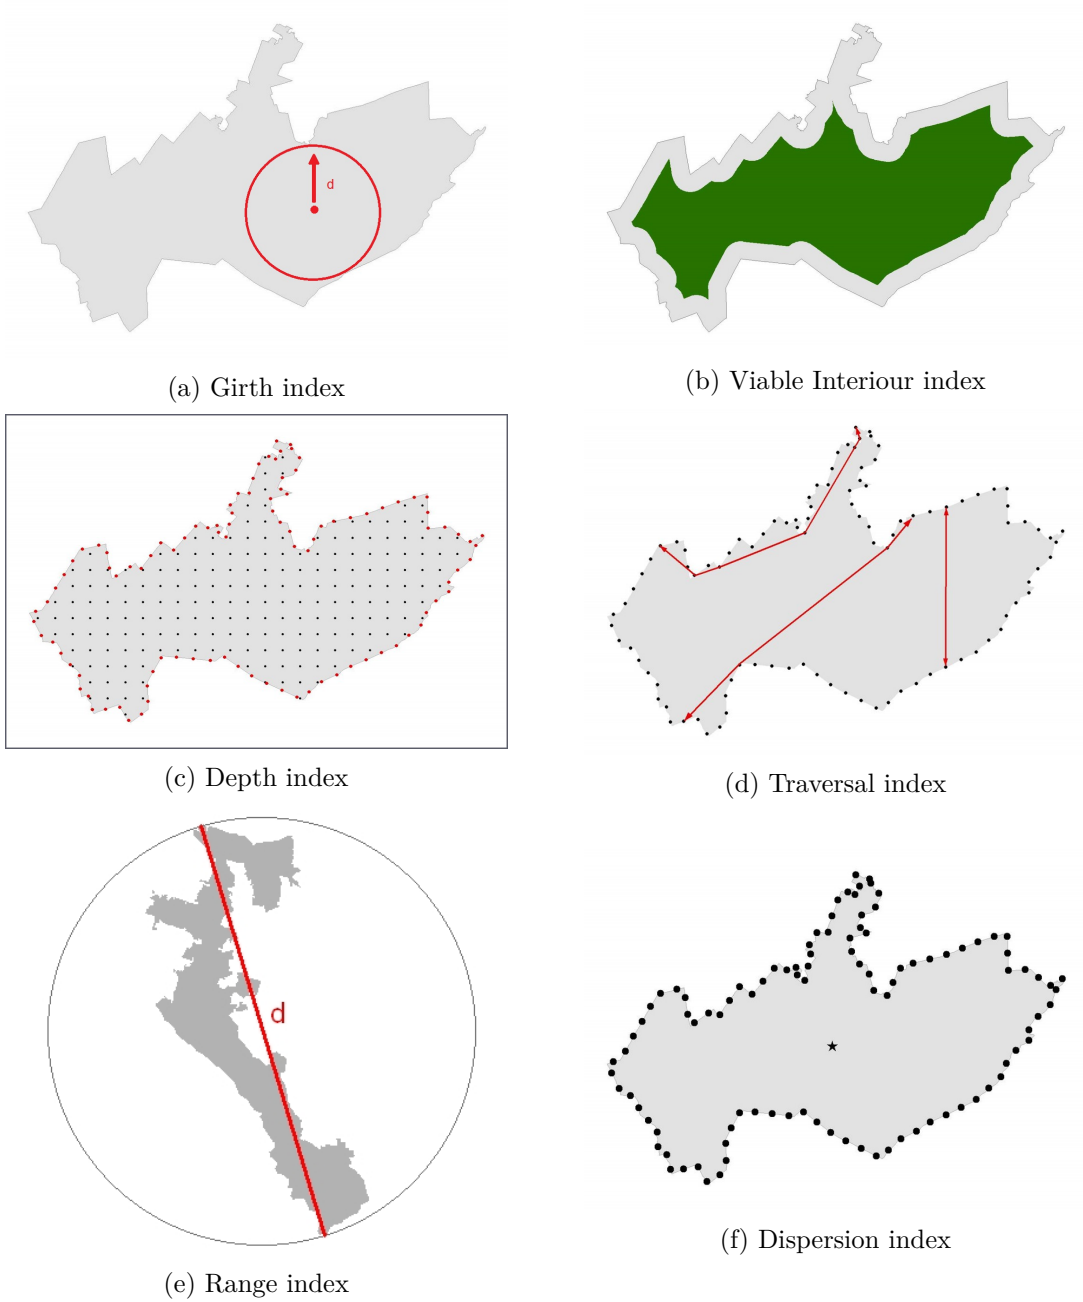 d
(a) Girth index
(b) Viable Interiour index
(c) Depth index
(d) Traversal index
d
(e) Range index
(f) Dispersion index